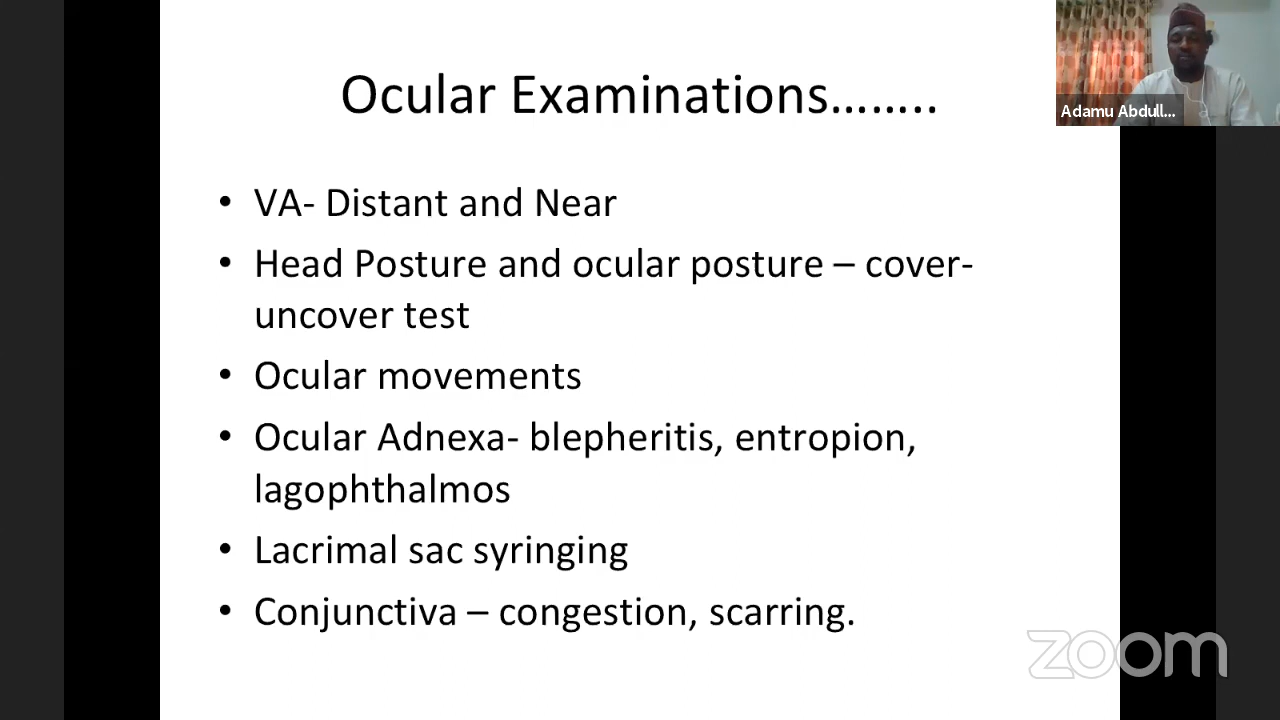 Ocular Examinations……..
Adamu Abdull...
• VA- Distant and Near
• Head Posture and ocular posture – cover-
uncover test
• Ocular movements
• Ocular Adnexa- blepheritis, entropion,
lagophthalmos
• Lacrimal sac syringing
• Conjunctiva – congestion, scarring.
zoom